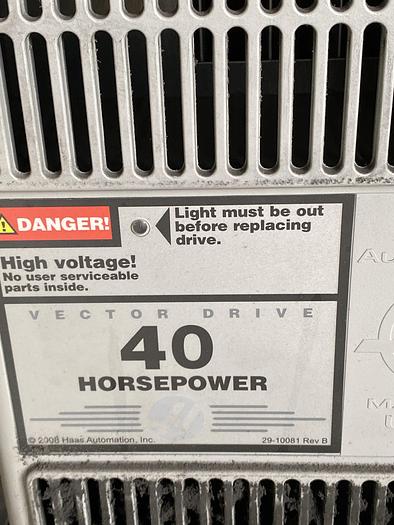 DANGER!
Light must be out
before replacing
drive.
High voltage!
No user serviceable
parts inside.
VECTOR DRIVE
40
HORSEPOWER
© 2008 Haas Automation, Inc.
29-10081 Rev B